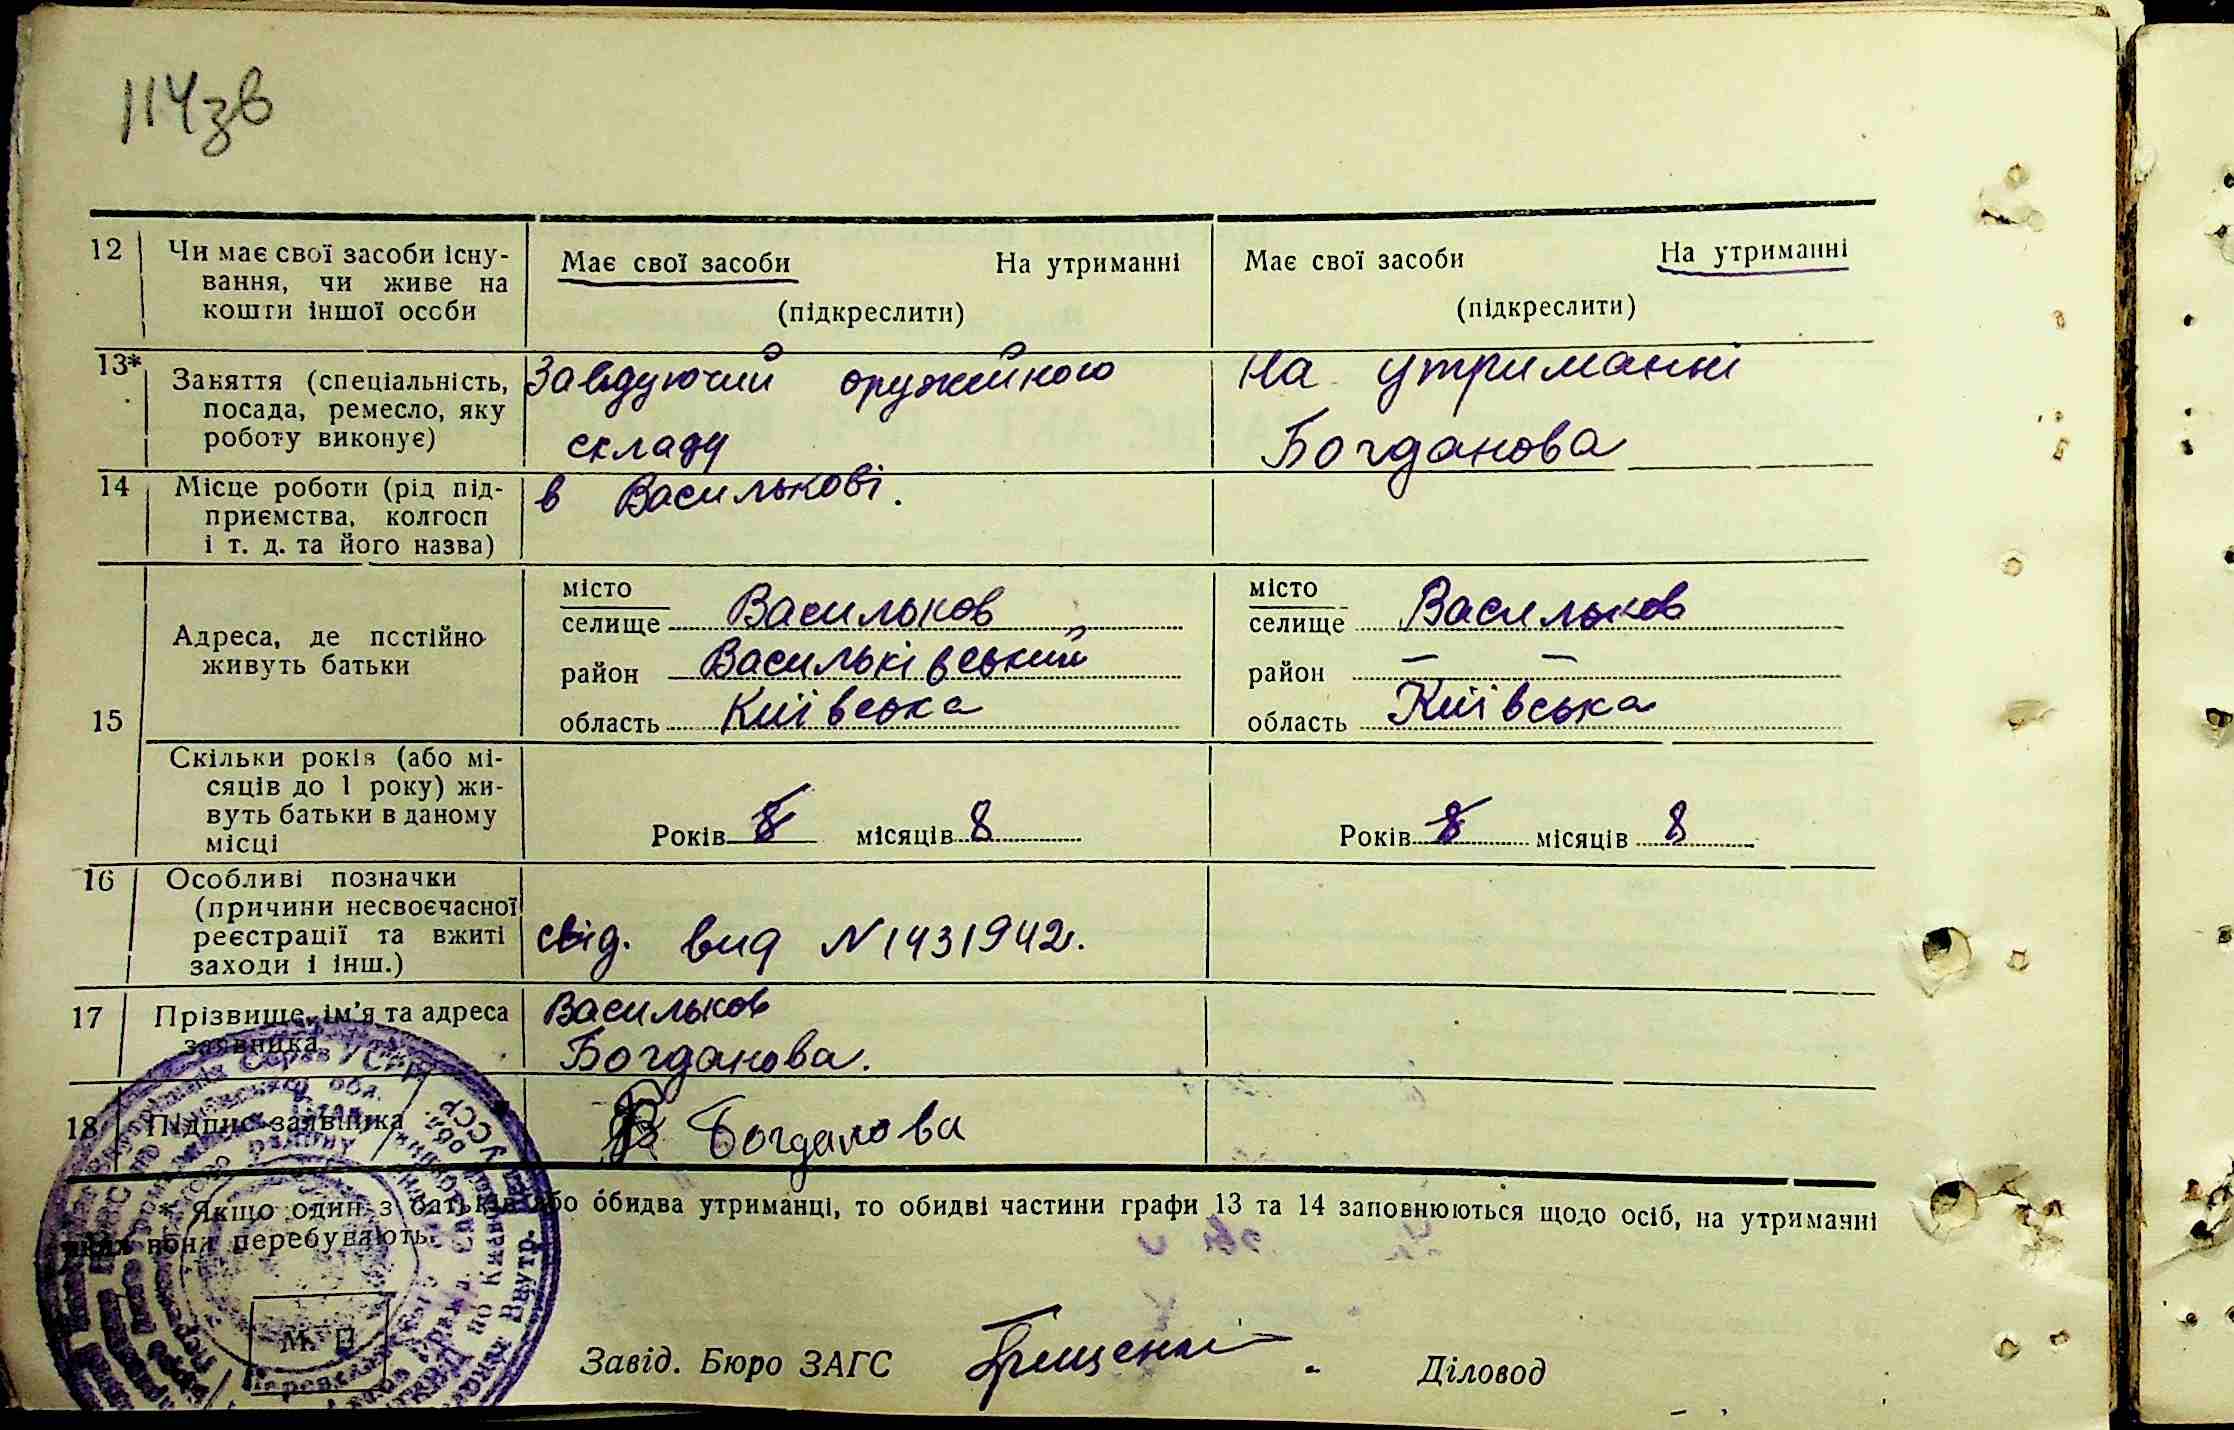 114зв
12 Чи має свої засоби існу-
вання, чи живе на
кошти іншої особи
Має свої засоби На утриманні
(підкреслити)
Має свої засоби На утриманні
(підкреслити)
13* Заняття (спеціальність,
посада, ремесло, яку
роботу виконує)
Завідуючий оружейного
складу
На утриманні
Богданова
14 Місце роботи (рід під-
приємства, колгосп
і т. д. та його назва)
в Василькові.
15
Адреса, де постійно
живуть батьки
місто
селище Васильков
район Васильківський
область Київська
місто
селище Васильков
район – –
область Київська
Скільки років (або мі-
сяців до 1 року) жи-
вуть батьки в даному
місці
Років 8 місяців 8
Років 8 місяців 8
16 Особливі позначки
(причини несвоєчасної
реєстрації та вжиті
заходи і інш.)
свід. вид N 1431942.
17 Прізвище, ім’я та адреса
заявника
Васильков
Богданова.
18 Підпис заявника
Богданова
* Якщо один з батьків або обидва утриманці, то обидві частини графи 13 та 14 заповнюються щодо осіб, на утриманні
яких вони перебувають.
М. П.
Завід. Бюро ЗАГС
Діловод